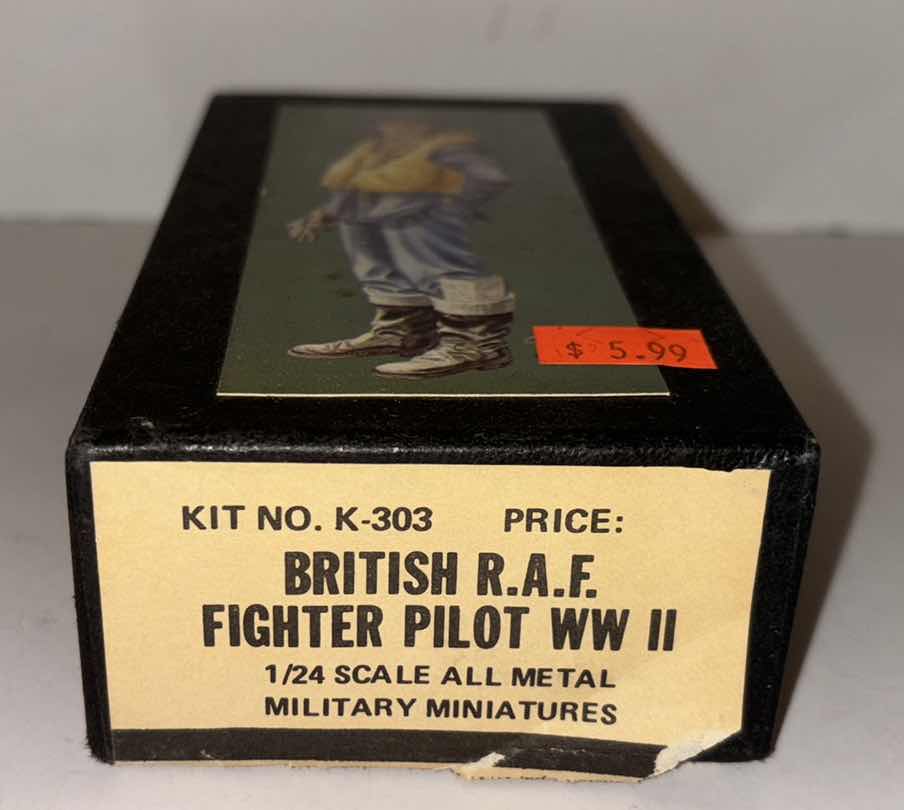 $ 5.99
KIT NO. K-303 PRICE:
BRITISH R.A.F.
FIGHTER PILOT WW II
1/24 SCALE ALL METAL
MILITARY MINIATURES